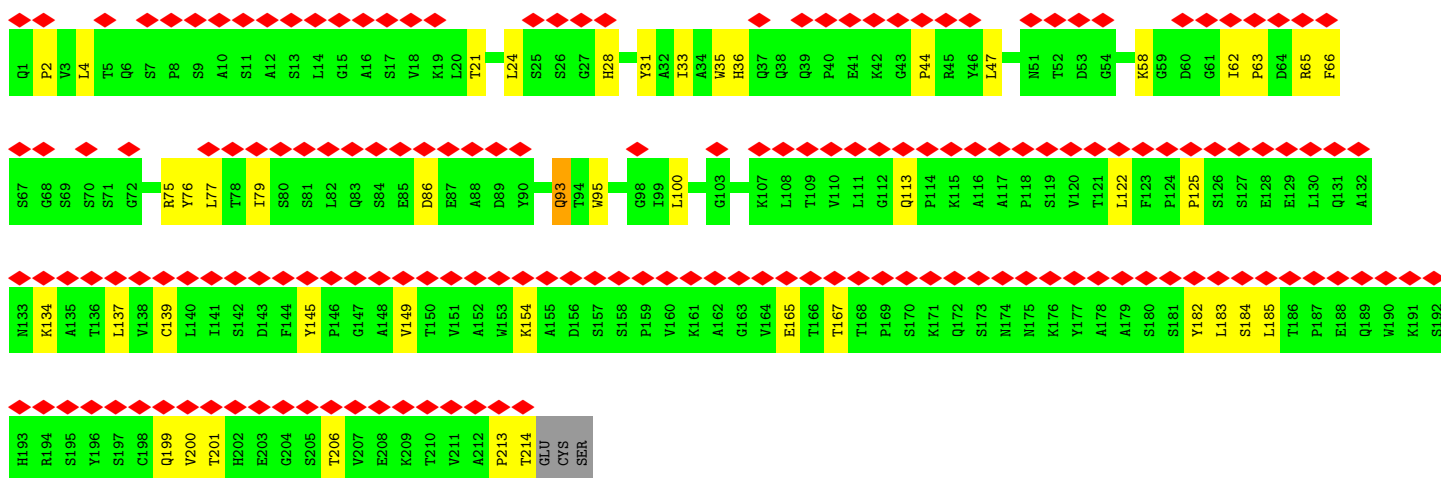 Q1 P2 V3 L4 T5 Q6 S7 P8 S9 A10 S11 A12 S13 L14 G15 A16 S17 V18 K19 L20 T21 L24 S25 S26 G27 H28 Y31 A32 I33 A34 W35 H36 Q37 Q38 Q39 P40 E41 K42 G43 P44 R45 Y46 L47 N51 T52 D53 G54 K58 G59 D60 G61 I62 P63 D64 R65 F66
S67 G68 S69 S70 S71 G72 R75 Y76 L77 T78 I79 S80 S81 L82 Q83 S84 E85 D86 E87 A88 D89 Y90 Q93 T94 W95 G98 I99 L100 G103 K107 L108 T109 V110 L111 G112 Q113 P114 K115 A116 A117 P118 S119 V120 T121 L122 F123 P124 P125 S126 S127 E128 E129 L130 Q131 A132
N133 K134 A135 T136 L137 V138 C139 L140 I141 S142 D143 F144 Y145 P146 G147 A148 V149 T150 V151 A152 W153 K154 A155 D156 S157 S158 P159 V160 K161 A162 G163 V164 E165 T166 T167 T168 P169 S170 K171 Q172 S173 N174 N175 K176 Y177 A178 A179 S180 S181 Y182 L183 S184 L185 T186 P187 E188 Q189 W190 K191 S192
H193 R194 S195 Y196 S197 C198 Q199 V200 T201 H202 E203 G204 S205 T206 V207 E208 K209 T210 V211 A212 P213 T214 GLU CYS SER